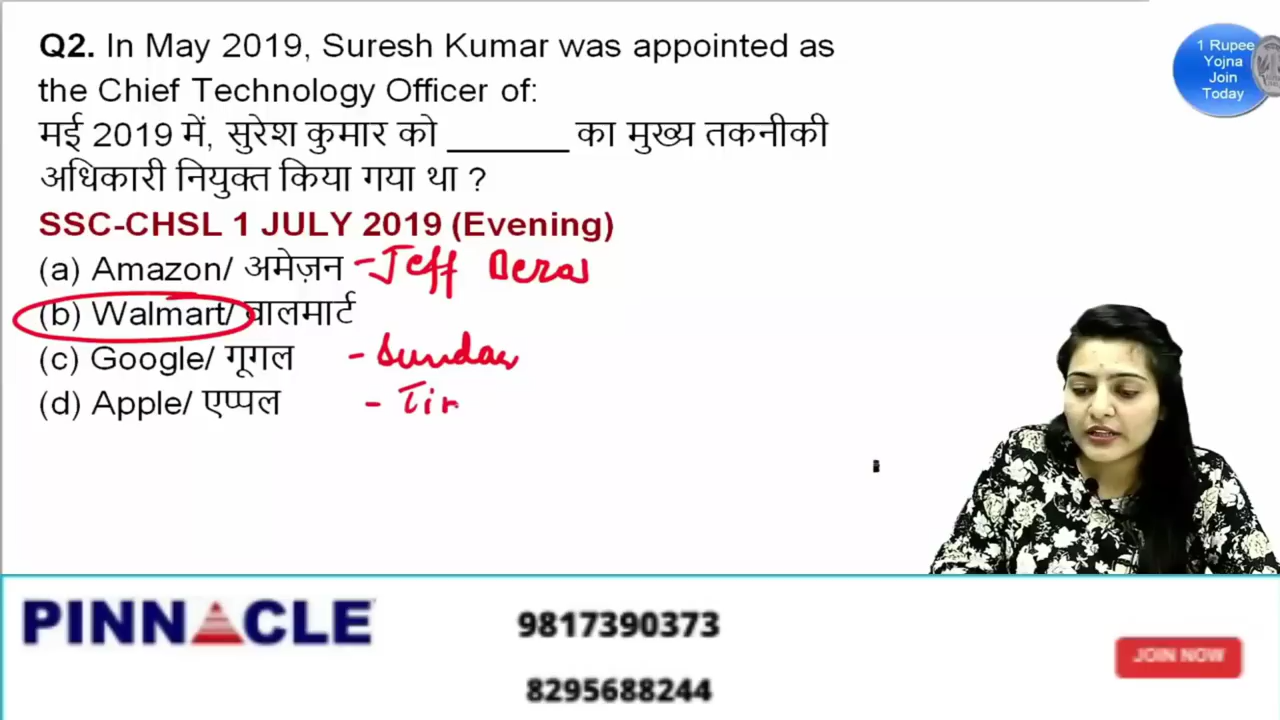 Q2. In May 2019, Suresh Kumar was appointed as
the Chief Technology Officer of:
मई 2019 में, सुरेश कुमार को _______ का मुख्य तकनीकी
अधिकारी नियुक्त किया गया था ?
SSC-CHSL 1 JULY 2019 (Evening)
(a) Amazon/ अमेज़न - Jeff
(b) Walmart/ वालमार्ट
(c) Google/ गूगल - Sundar
(d) Apple/ एप्पल - Tim
1 Rupee
Yojna
Join
Today
PINNACLE
9817390373
8295688244
JOIN NOW